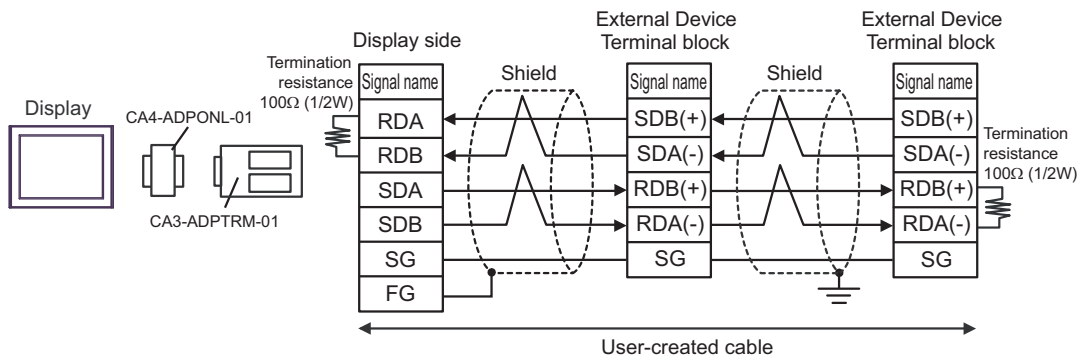 Display
CA4-ADPONL-01
CA3-ADPTRM-01
Termination
resistance
100Ω (1/2W)
Display side
Signal name
RDA
RDB
SDA
SDB
SG
FG
Shield
External Device
Terminal block
Signal name
SDB(+)
SDA(-)
RDB(+)
RDA(-)
SG
Shield
External Device
Terminal block
Signal name
SDB(+)
SDA(-)
RDB(+)
RDA(-)
SG
Termination
resistance
100Ω (1/2W)
User-created cable